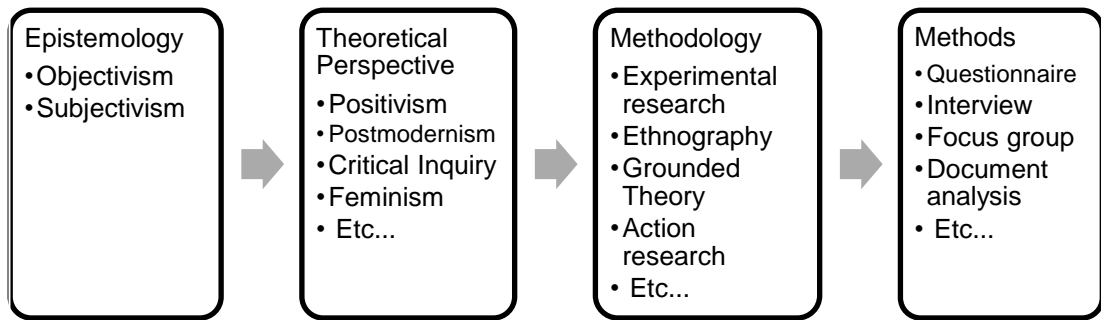 Epistemology
•Objectivism
•Subjectivism
Theoretical
Perspective
•Positivism
•Postmodernism
•Critical Inquiry
•Feminism
• Etc...
Methodology
•Experimental
research
•Ethnography
•Grounded
Theory
•Action
research
• Etc...
Methods
•Questionnaire
•Interview
•Focus group
•Document
analysis
• Etc...